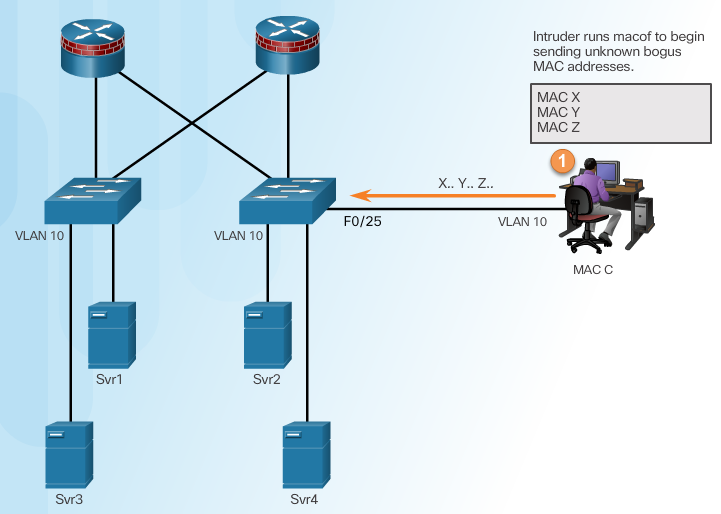 Intruder runs macof to begin
sending unknown bogus
MAC addresses.
MAC X
MAC Y
MAC Z
1
X.. Y.. Z..
F0/25
VLAN 10
VLAN 10
VLAN 10
MAC C
Svr1
Svr2
Svr3
Svr4